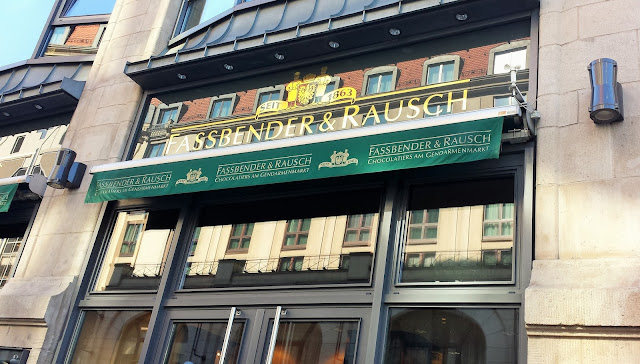 SEIT 1863
FASSBENDER & RAUSCH
FASSBENDER & RAUSCH
CHOCOLATIERS AM GENDARMENMARKT
FASSBENDER & RAUSCH
CHOCOLATIERS AM GENDARMENMARKT
FASSBENDER & RAUSCH
CHOCOLATIERS AM GENDARMENMARKT